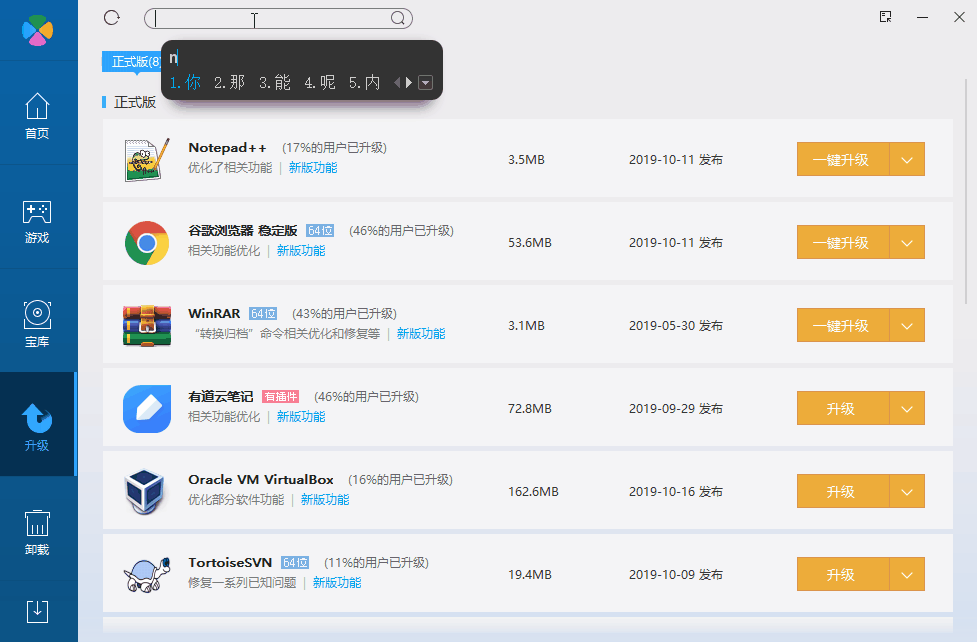 n
1.你 2.那 3.能 4.呢 5.内
正式版(8)
正式版
首页
游戏
宝库
升级
卸载
Notepad++ (17%的用户已升级)
优化了相关功能 | 新版功能
3.5MB
2019-10-11 发布
一键升级
谷歌浏览器 稳定版 64位 (46%的用户已升级)
相关功能优化 | 新版功能
53.6MB
2019-10-11 发布
一键升级
WinRAR 64位 (43%的用户已升级)
“转换归档”命令相关优化和修复等 | 新版功能
3.1MB
2019-05-30 发布
一键升级
有道云笔记 有插件 (46%的用户已升级)
相关功能优化 | 新版功能
72.8MB
2019-09-29 发布
升级
Oracle VM VirtualBox (16%的用户已升级)
优化部分软件功能 | 新版功能
162.6MB
2019-10-16 发布
升级
TortoiseSVN 64位 (11%的用户已升级)
修复一系列已知问题 | 新版功能
19.4MB
2019-10-09 发布
升级